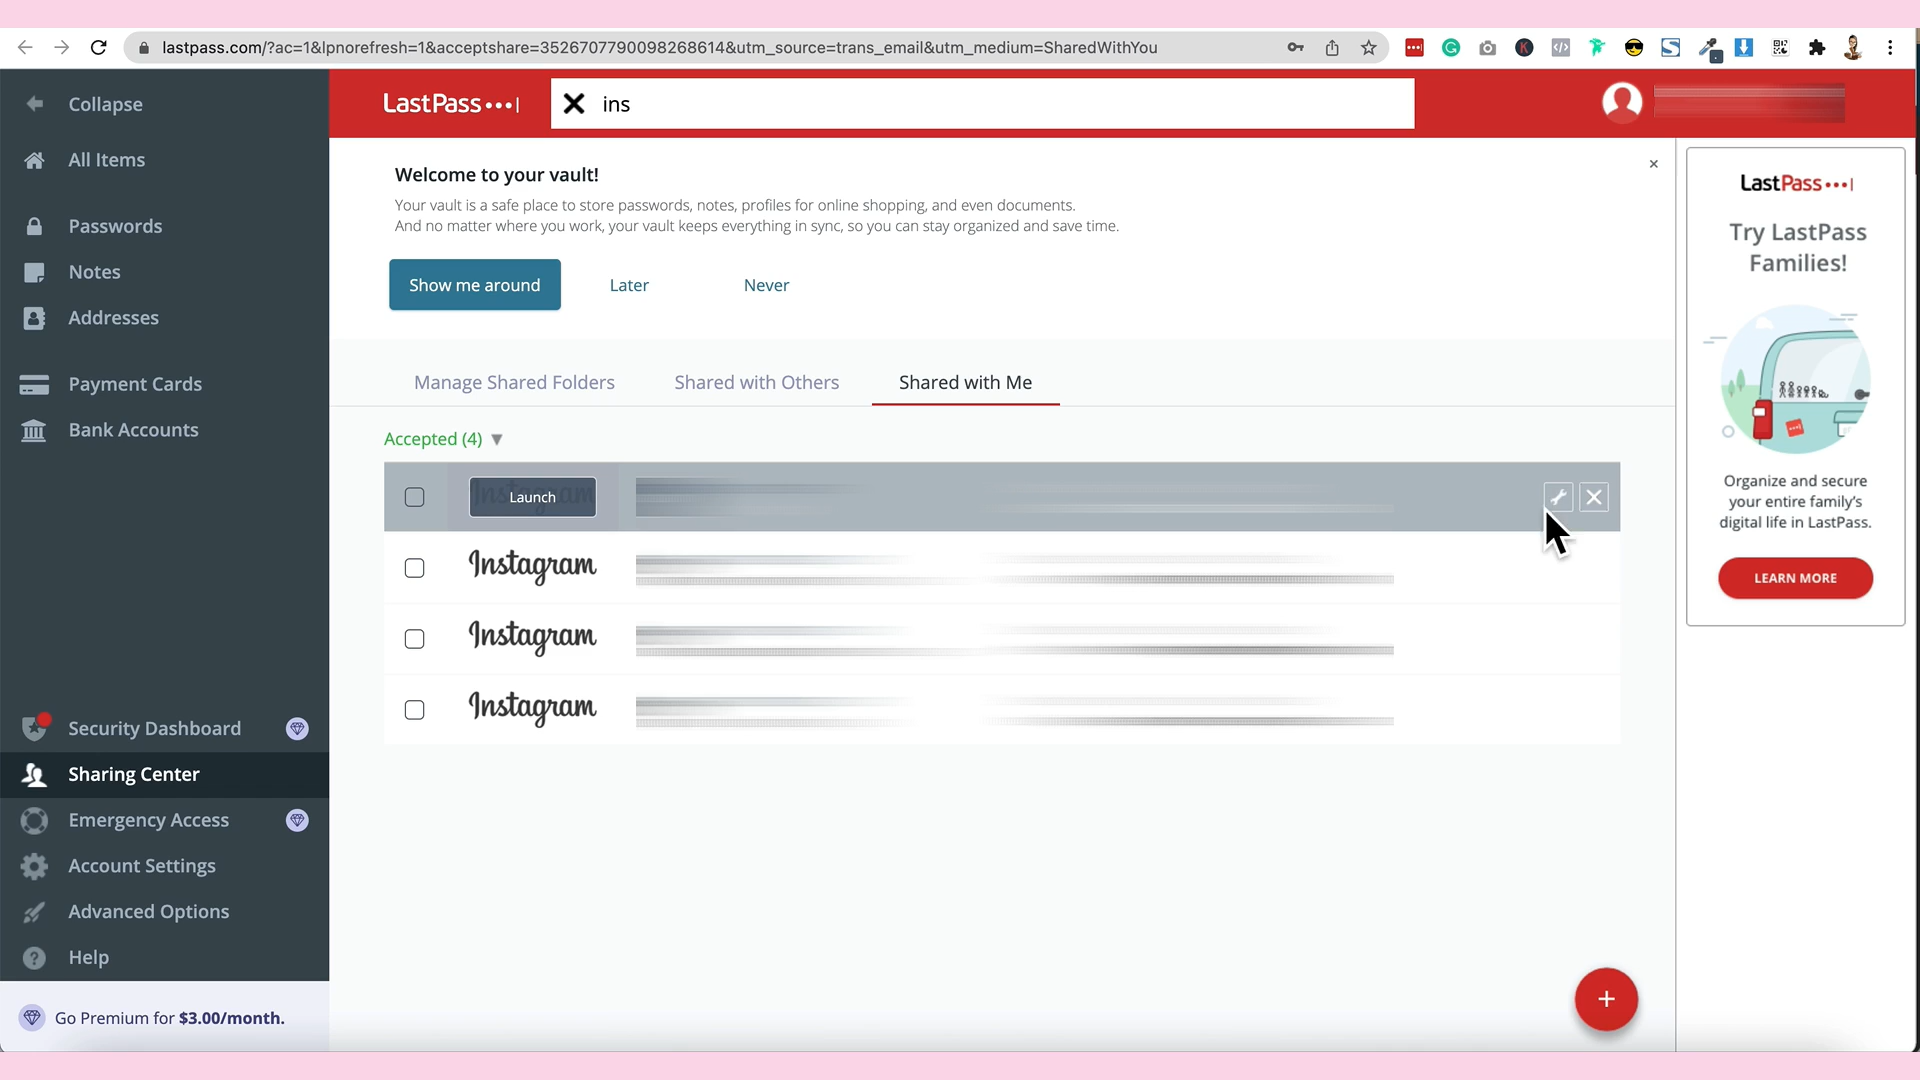 lastpass.com/?ac=1&lpnorefresh=1&acceptshare=3526707790098268614&utm_source=trans_email&utm_medium=SharedWithYou
Collapse
LastPass
ins
All Items
Passwords
Notes
Addresses
Payment Cards
Bank Accounts
Security Dashboard
Sharing Center
Emergency Access
Account Settings
Advanced Options
Help
Go Premium for $3.00/month.
Welcome to your vault!
Your vault is a safe place to store passwords, notes, profiles for online shopping, and even documents.
And no matter where you work, your vault keeps everything in sync, so you can stay organized and save time.
Show me around
Later
Never
Manage Shared Folders
Shared with Others
Shared with Me
Accepted (4)
Launch
Instagram
Instagram
Instagram
LastPass
Try LastPass
Families!
Organize and secure
your entire family's
digital life in LastPass.
LEARN MORE